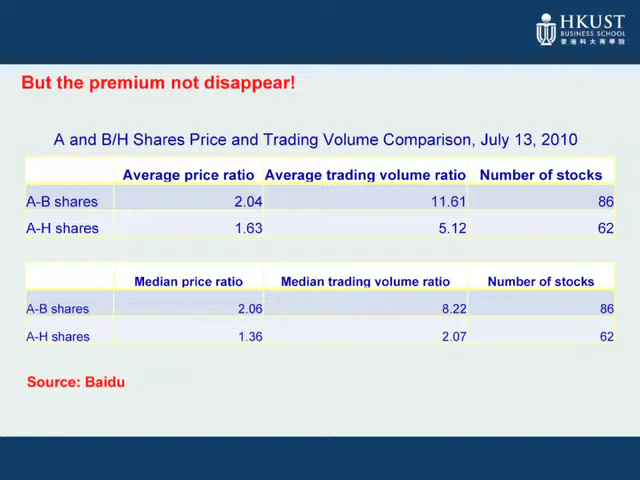 HKUST
BUSINESS SCHOOL
香港科大商學院
But the premium not disappear!
A and B/H Shares Price and Trading Volume Comparison, July 13, 2010
Average price ratio Average trading volume ratio Number of stocks
A-B shares 2.04 11.61 86
A-H shares 1.63 5.12 62
Median price ratio Median trading volume ratio Number of stocks
A-B shares 2.06 8.22 86
A-H shares 1.36 2.07 62
Source: Baidu